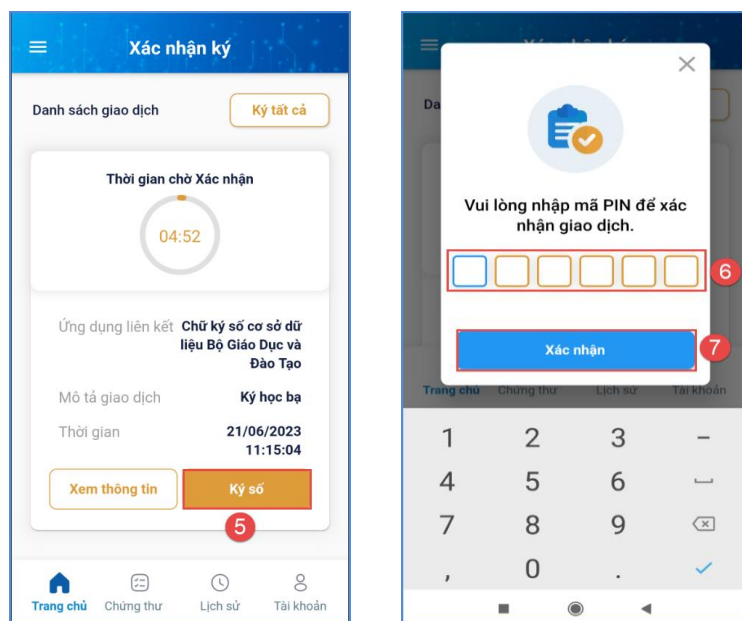 Xác nhận ký
Danh sách giao dịch
Ký tất cả
Thời gian chờ Xác nhận
04:52
Ứng dụng liên kết
Chữ ký số cơ sở dữ
liệu Bộ Giáo Dục và
Đào Tạo
Mô tả giao dịch
Ký học bạ
Thời gian
21/06/2023
11:15:04
Xem thông tin
Ký số
5
Trang chủ
Chứng thư
Lịch sử
Tài khoản
Da
Vui lòng nhập mã PIN để xác
nhận giao dịch.
6
Xác nhận
7
Trang chủ
Chứng thư
Lịch sử
Tài khoản
1 2 3 -
4 5 6
7 8 9
, 0 .